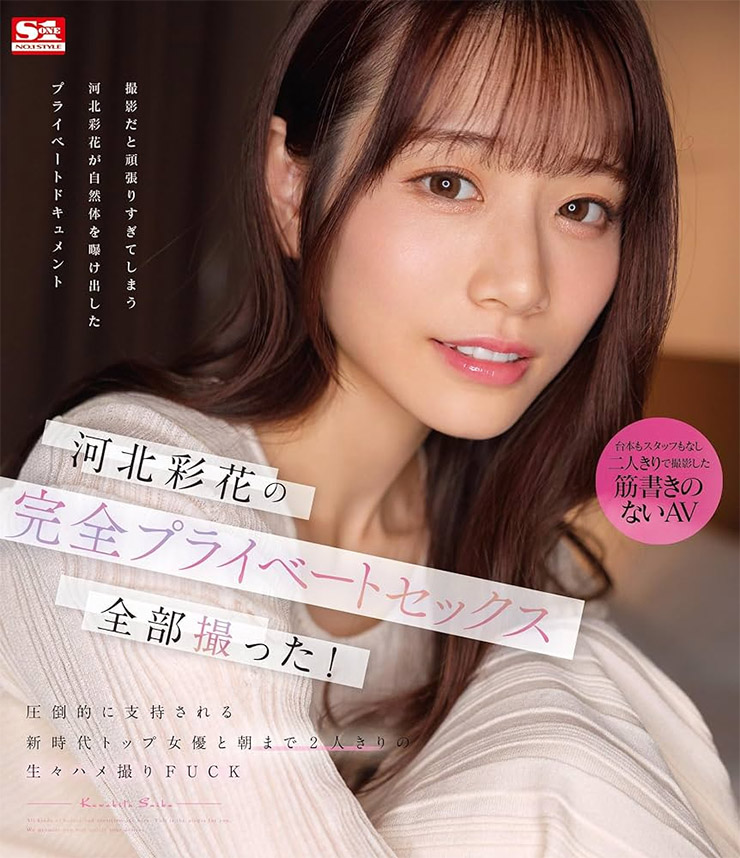 S ONE
NO.1 STYLE
撮影だと頑張りすぎてしまう
河北彩花が自然体を曝け出した
プライベートドキュメント
台本もスタッフもなし
二人きりで撮影した
筋書きの
ないAV
河北彩花の
完全プライベートセックス
全部撮った!
圧倒的に支持される
新時代トップ女優と朝まで2人きりの
生々ハメ撮りFUCK
Kawakita Saika